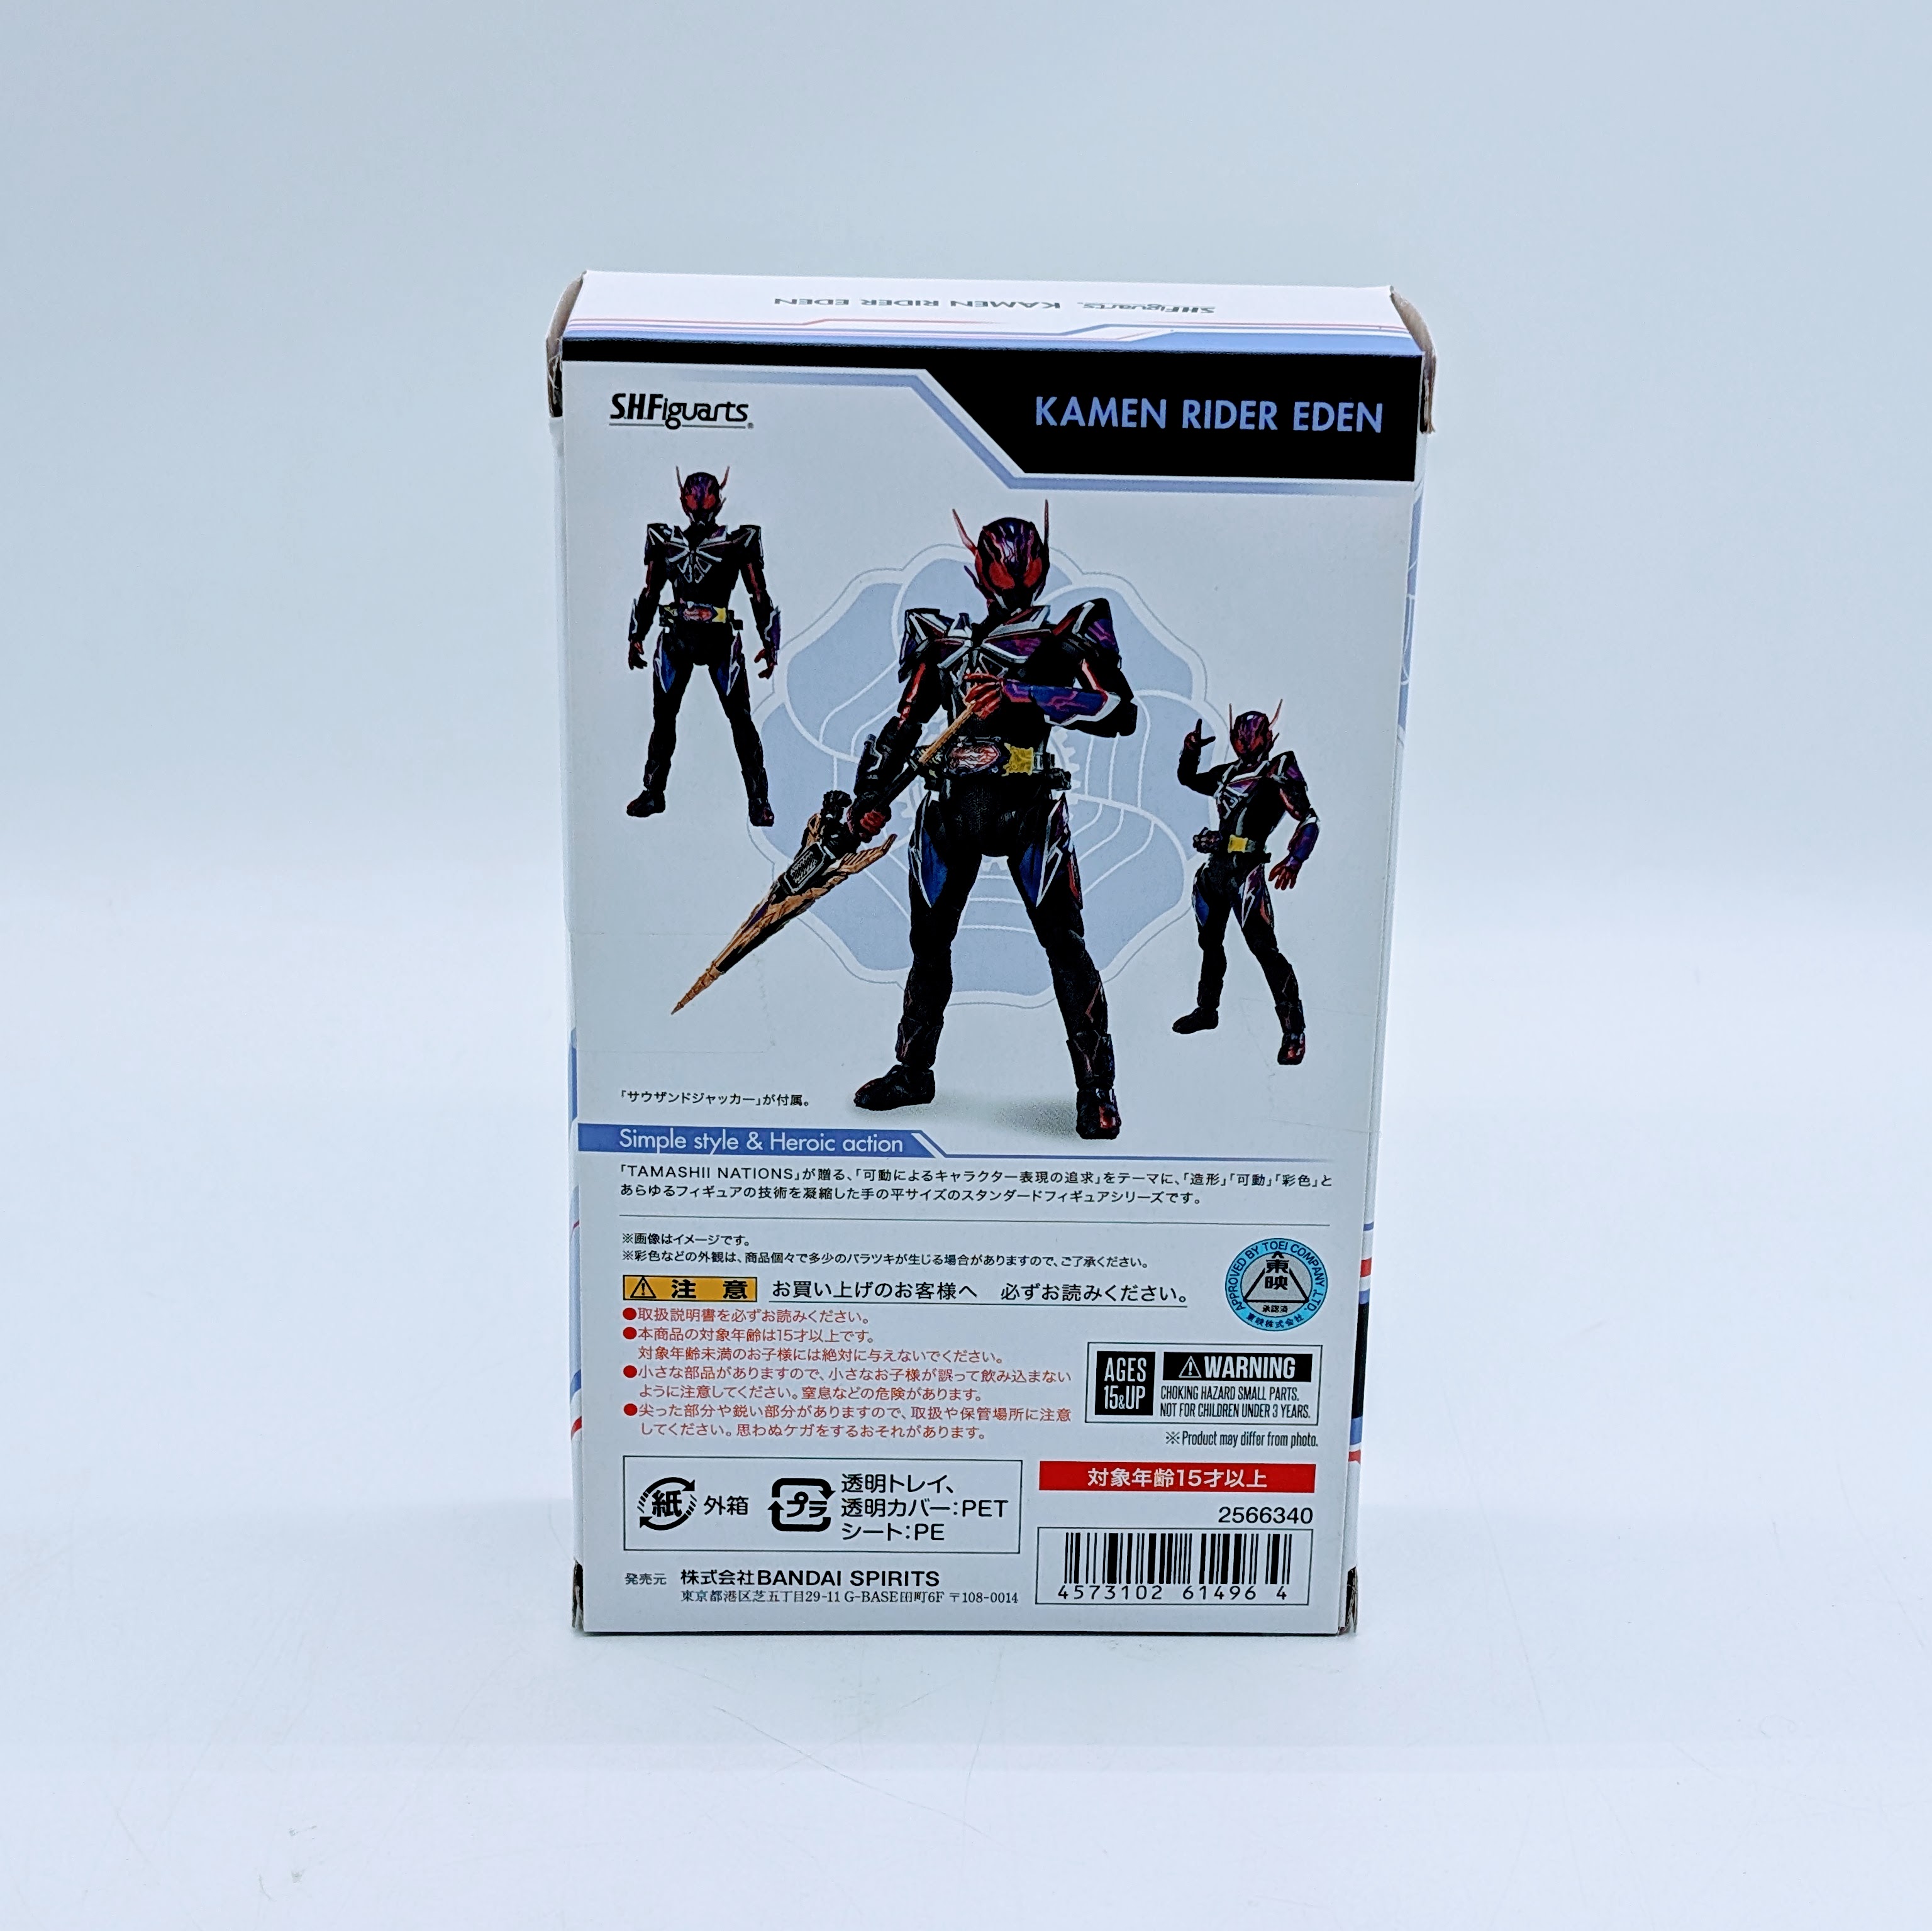 S.H.Figuarts. KAMEN RIDER EDEN
S.H.Figuarts®
KAMEN RIDER EDEN
「サウザンドジャッカー」が付属。
Simple style & Heroic action
「TAMASHII NATIONS」が贈る、「可動によるキャラクター表現の追求」をテーマに、「造形」「可動」「彩色」と
あらゆるフィギュアの技術を凝縮した手の平サイズのスタンダードフィギュアシリーズです。
※画像はイメージです。
※彩色などの外観は、商品個々で多少のバラツキが生じる場合がありますので、ご了承ください。
⚠注 意 お買い上げのお客様へ 必ずお読みください。
●取扱説明書を必ずお読みください。
●本商品の対象年齢は15才以上です。
対象年齢未満のお子様には絶対に与えないでください。
●小さな部品がありますので、小さなお子様が誤って飲み込まない
ように注意してください。窒息などの危険があります。
●尖った部分や鋭い部分がありますので、取扱や保管場所に注意
してください。思わぬケガをするおそれがあります。
APPROVED BY TOEI COMPANY, LTD.
東映
承認済
東映株式会社
AGES
15&UP
⚠WARNING
CHOKING HAZARD SMALL PARTS.
NOT FOR CHILDREN UNDER 3 YEARS.
※Product may differ from photo.
紙 外箱
プラ 透明トレイ、
透明カバー:PET
シート:PE
対象年齢15才以上
2566340
4573102 61496 4
発売元 株式会社BANDAI SPIRITS
東京都港区芝五丁目29-11 G-BASE田町6F 〒108-0014